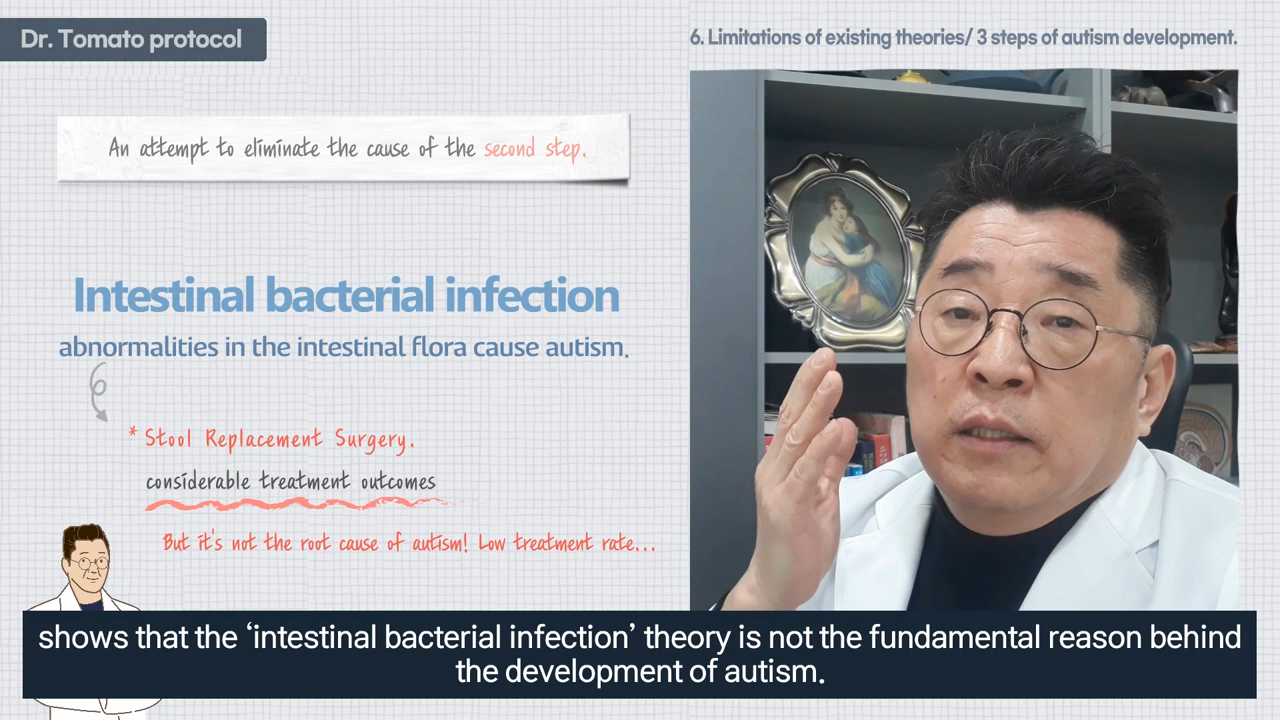 Dr. Tomato protocol
6. Limitations of existing theories/ 3 steps of autism development.
An attempt to eliminate the cause of the second step.
Intestinal bacterial infection
abnormalities in the intestinal flora cause autism.
* Stool Replacement Surgery.
considerable treatment outcomes
But it's not the root cause of autism! Low treatment rate...
shows that the ‘intestinal bacterial infection’ theory is not the fundamental reason behind
the development of autism.